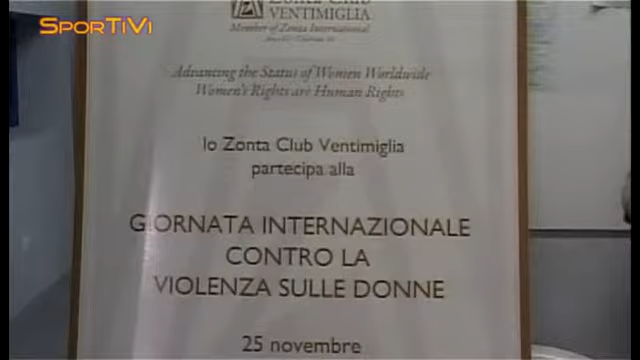 SPORTIVI
Zonta Club
VENTIMIGLIA
Member of Zonta International
Advancing the Status of Women Worldwide
Women's Rights are Human Rights
lo Zonta Club Ventimiglia
partecipa alla
GIORNATA INTERNAZIONALE
CONTRO LA
VIOLENZA SULLE DONNE
25 novembre